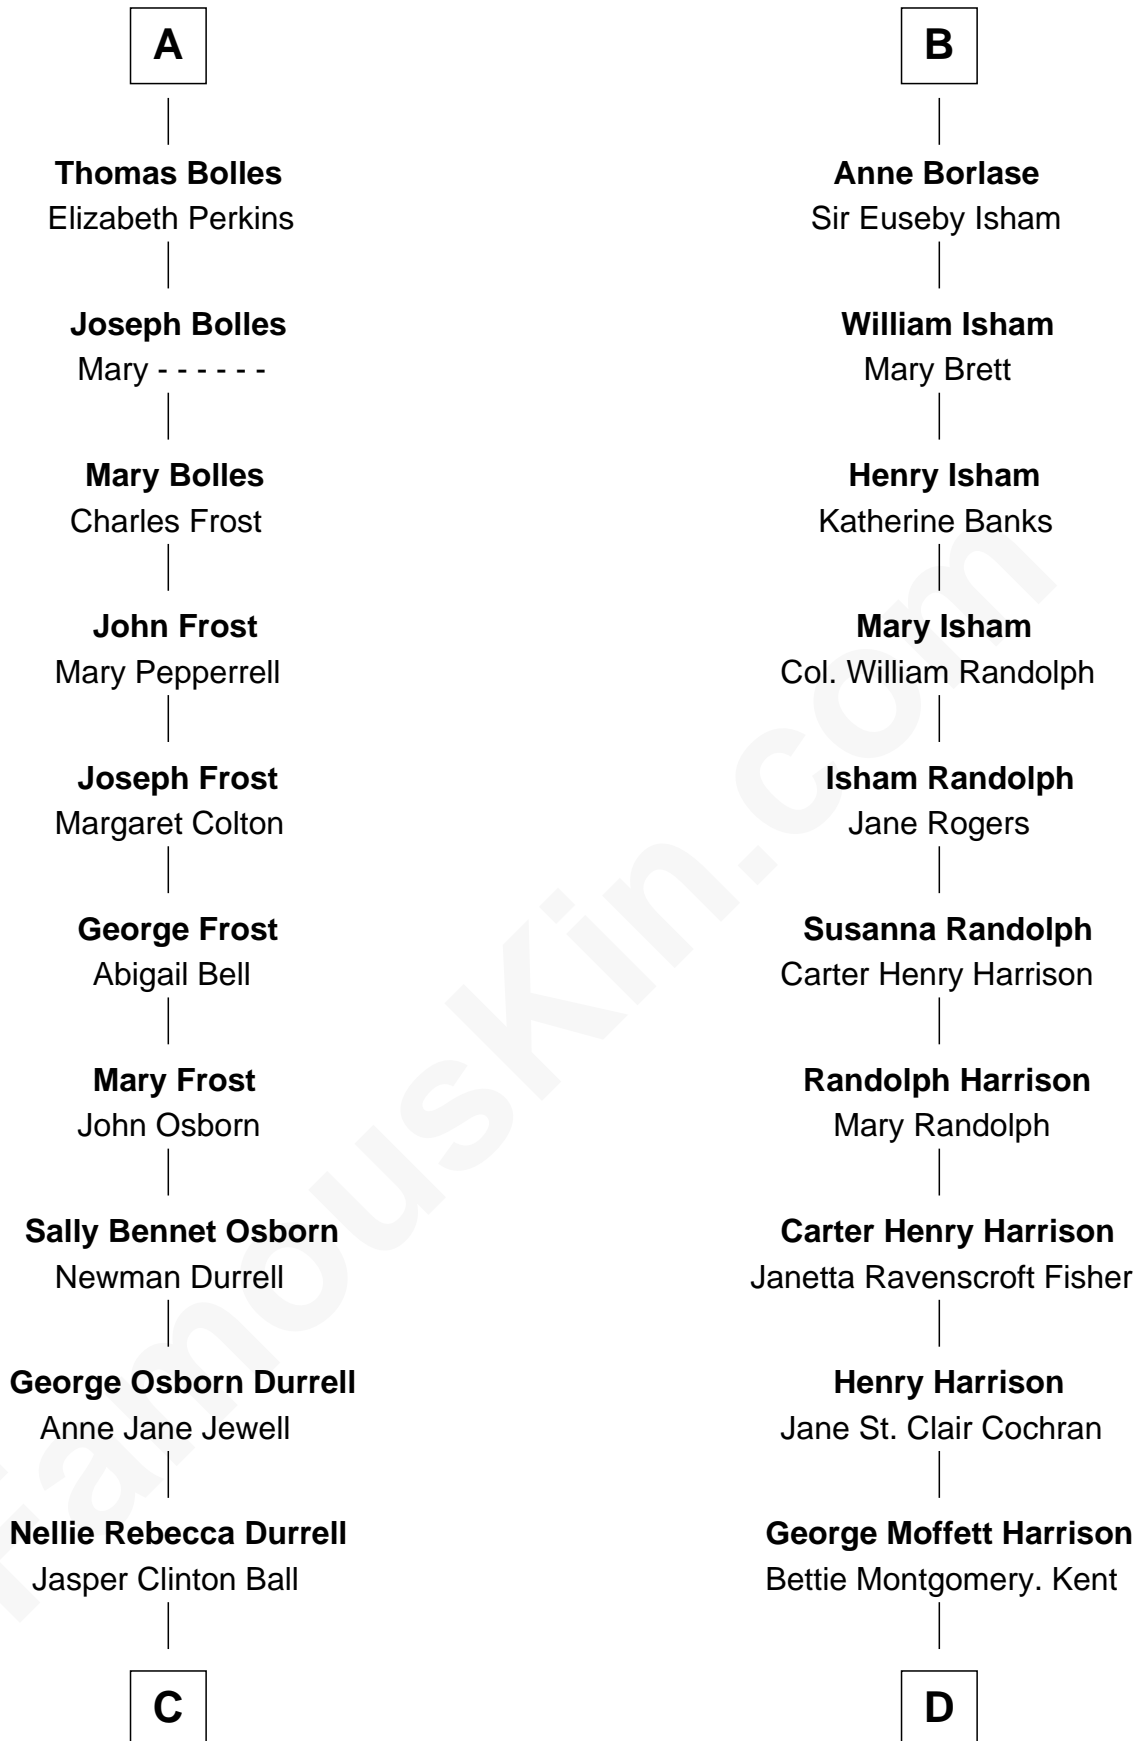 A
Thomas Bolles
Elizabeth Perkins
Joseph Bolles
Mary - - - - - -
Mary Bolles
Charles Frost
John Frost
Mary Pepperrell
Joseph Frost
Margaret Colton
George Frost
Abigail Bell
Mary Frost
John Osborn
Sally Bennet Osborn
Newman Durrell
George Osborn Durrell
Anne Jane Jewell
Nellie Rebecca Durrell
Jasper Clinton Ball
C
B
Anne Borlase
Sir Euseby Isham
William Isham
Mary Brett
Henry Isham
Katherine Banks
Mary Isham
Col. William Randolph
Isham Randolph
Jane Rogers
Susanna Randolph
Carter Henry Harrison
Randolph Harrison
Mary Randolph
Carter Henry Harrison
Janetta Ravenscroft Fisher
Henry Harrison
Jane St. Clair Cochran
George Moffett Harrison
Bettie Montgomery. Kent
D
FamousKin.com